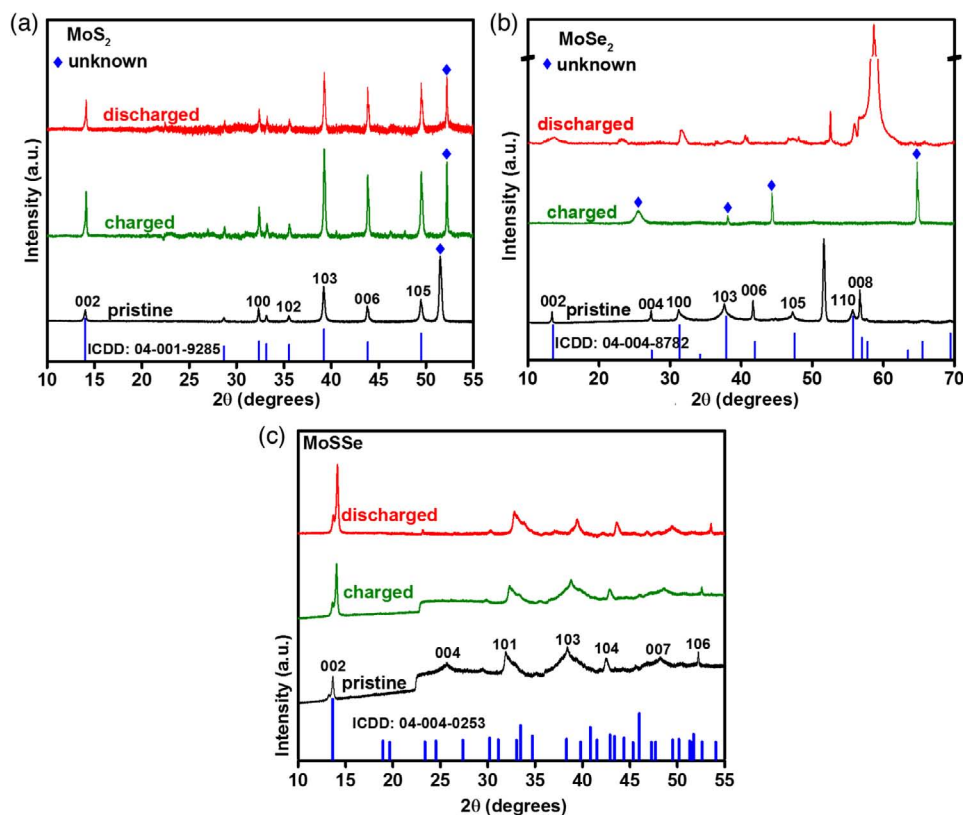 (a)
MoS₂
◆ unknown
discharged
charged
002
pristine
100
102
103
006
105
ICDD: 04-001-9285
10 15 20 25 30 35 40 45 50 55
2θ (degrees)
Intensity (a.u.)
(b)
MoSe₂
◆ unknown
discharged
charged
002
pristine
004
100
103
006
105
110
008
ICDD: 04-004-8782
10 20 30 40 50 60 70
2θ (degrees)
Intensity (a.u.)
(c)
MoSSe
discharged
charged
002
pristine
004
101
103
104
007
106
ICDD: 04-004-0253
10 15 20 25 30 35 40 45 50 55
2θ (degrees)
Intensity (a.u.)